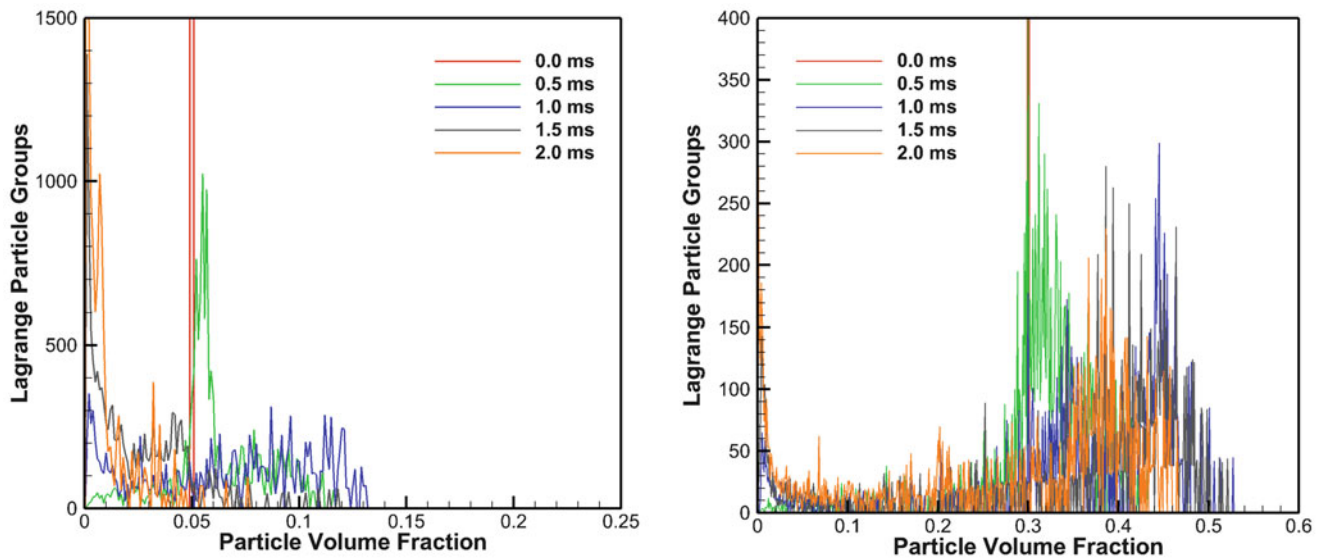 1500
1000
500
0
Lagrange Particle Groups
0.0 ms
0.5 ms
1.0 ms
1.5 ms
2.0 ms
0 0.05 0.1 0.15 0.2 0.25
Particle Volume Fraction
400
350
300
250
200
150
100
50
0
Lagrange Particle Groups
0.0 ms
0.5 ms
1.0 ms
1.5 ms
2.0 ms
0 0.1 0.2 0.3 0.4 0.5 0.6
Particle Volume Fraction